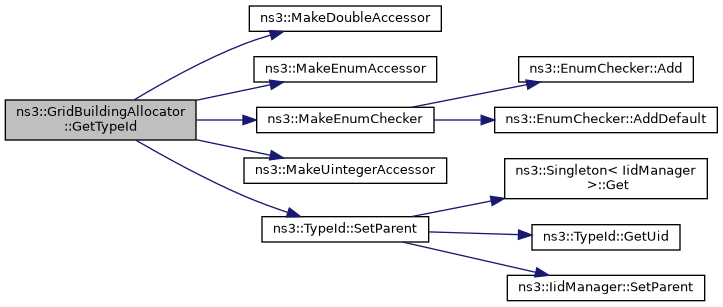 ns3::GridBuildingAllocator
::GetTypeId
ns3::MakeDoubleAccessor
ns3::MakeEnumAccessor
ns3::MakeEnumChecker
ns3::MakeUintegerAccessor
ns3::TypeId::SetParent
ns3::EnumChecker::Add
ns3::EnumChecker::AddDefault
ns3::Singleton< IidManager
>::Get
ns3::TypeId::GetUid
ns3::IidManager::SetParent